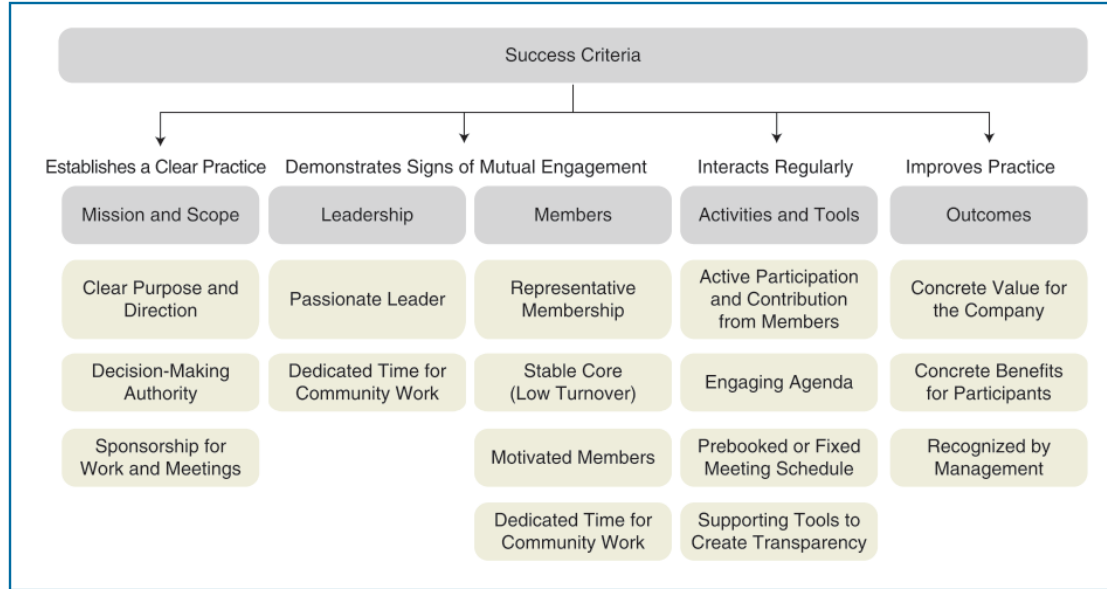 Success Criteria
Establishes a Clear Practice
Demonstrates Signs of Mutual Engagement
Interacts Regularly
Improves Practice
Mission and Scope
Leadership
Members
Activities and Tools
Outcomes
Clear Purpose and
Direction
Passionate Leader
Representative
Membership
Active Participation
and Contribution
from Members
Concrete Value for
the Company
Decision-Making
Authority
Dedicated Time for
Community Work
Stable Core
(Low Turnover)
Engaging Agenda
Concrete Benefits
for Participants
Sponsorship for
Work and Meetings
Motivated Members
Prebooked or Fixed
Meeting Schedule
Recognized by
Management
Dedicated Time for
Community Work
Supporting Tools to
Create Transparency